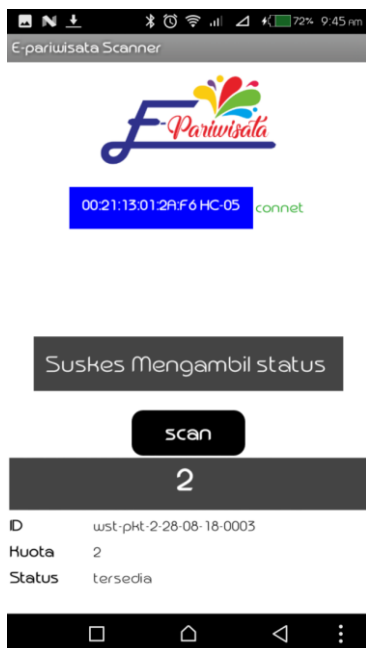 72% 9:45 AM
E-pariwisata Scanner
E-Pariwisata
00:21:13:01:2A:F6 HC-05 connet
Suskes Mengambil status
scan
2
ID wst-pkt-2-28-08-18-0003
Kuota 2
Status tersedia